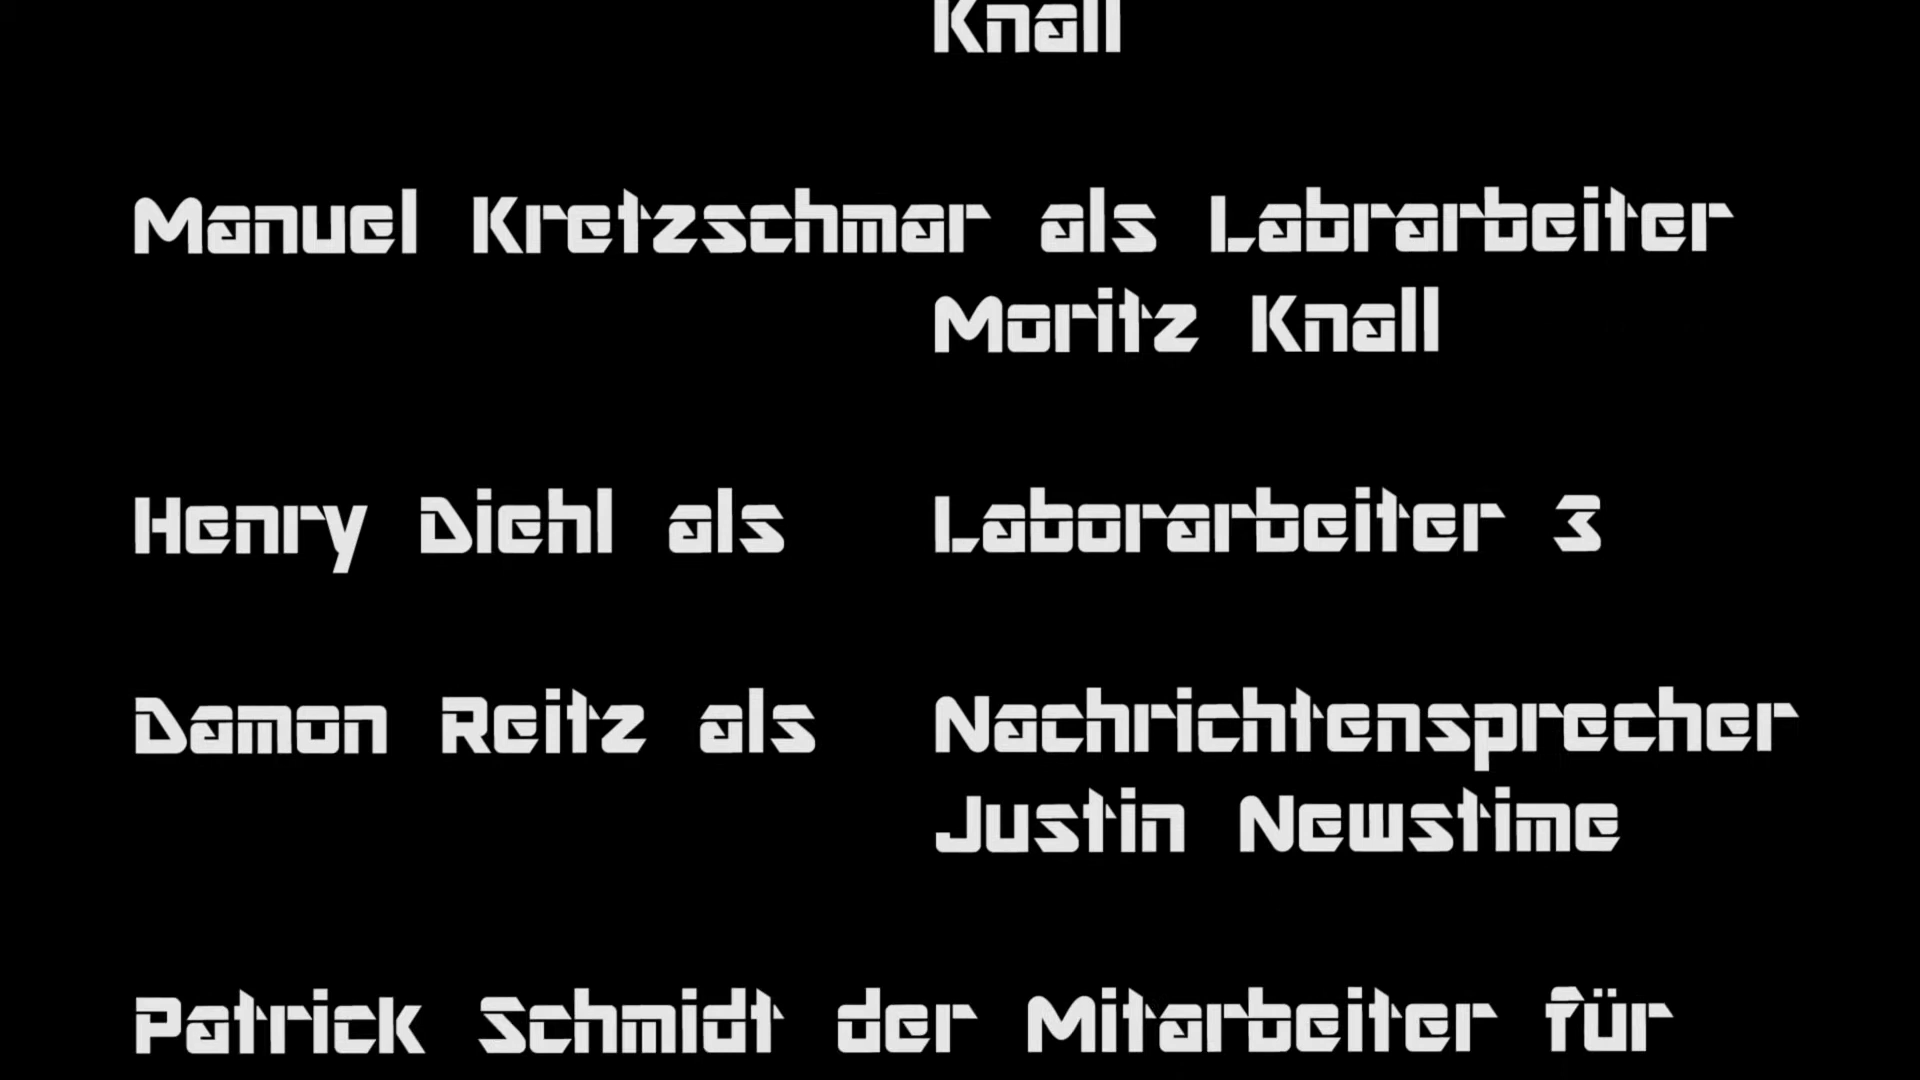 Knall
Manuel Kretzschmar als Labrarbeiter
Moritz Knall
Henry Diehl als Laborarbeiter 3
Damon Reitz als Nachrichtensprecher
Justin Newstime
Patrick Schmidt der Mitarbeiter für